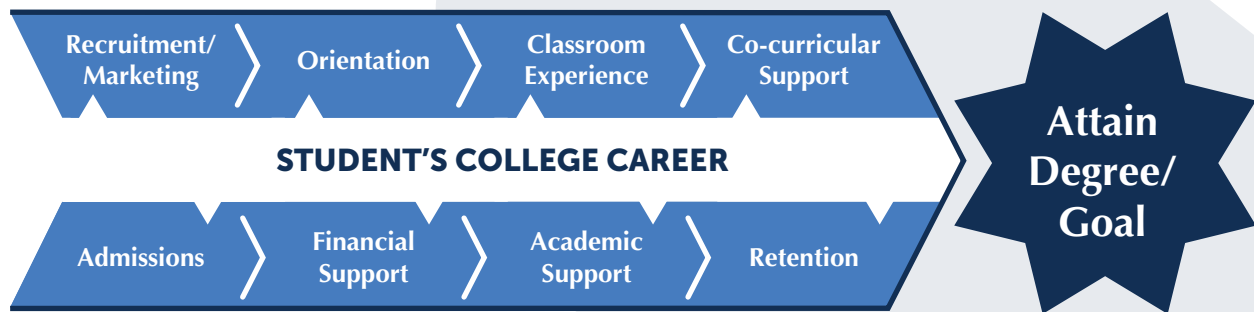 Recruitment/
Marketing
Orientation
Classroom
Experience
Co-curricular
Support
STUDENT'S COLLEGE CAREER
Admissions
Financial
Support
Academic
Support
Retention
Attain
Degree/
Goal